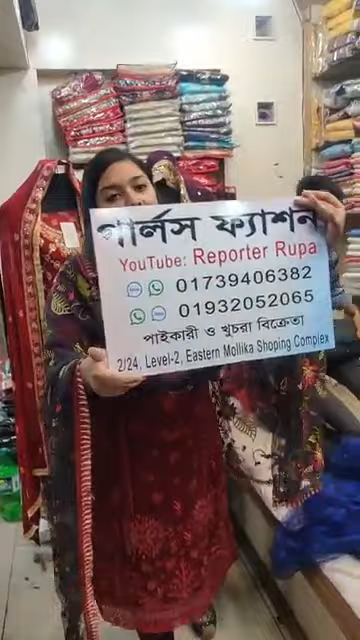 গার্লস ফ্যাশন
YouTube: Reporter Rupa
01739406382
01932052065
পাইকারী ও খুচরা বিক্রেতা
2/24, Level-2, Eastern Mollika Shoping Complex